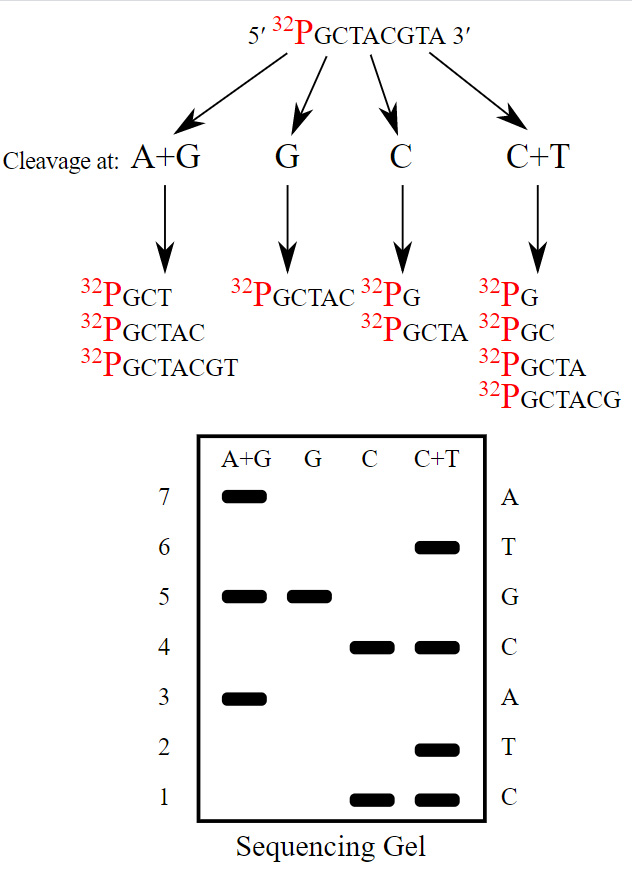 5′ ³²PGCTACGTA 3′
Cleavage at: A+G G C C+T
³²PGCT ³²PGCTAC ³²PG ³²PG
³²PGCTAC ³²PGCTA ³²PGC
³²PGCTACGT ³²PGCTA
³²PGCTACG
A+G G C C+T
7 A
6 T
5 G
4 C
3 A
2 T
1 C
Sequencing Gel